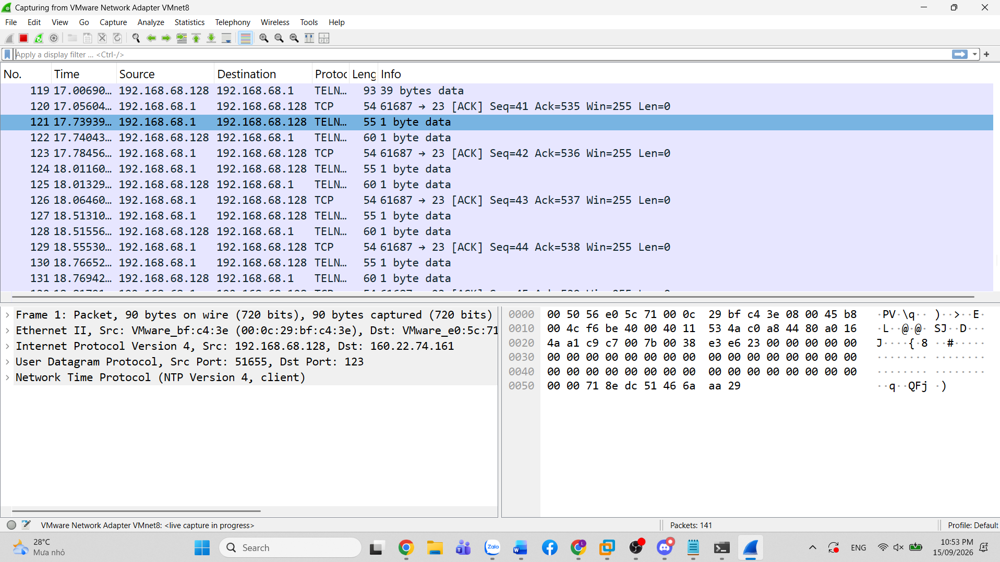 Capturing from VMware Network Adapter VMnet8
File Edit View Go Capture Analyze Statistics Telephony Wireless Tools Help
Apply a display filter … <Ctrl-/>
No. Time Source Destination Protoc Leng Info
119 17.00690… 192.168.68.128 192.168.68.1 TELN… 93 39 bytes data
120 17.05604… 192.168.68.1 192.168.68.128 TCP 54 61687 → 23 [ACK] Seq=41 Ack=535 Win=255 Len=0
121 17.73939… 192.168.68.1 192.168.68.128 TELN… 55 1 byte data
122 17.74043… 192.168.68.128 192.168.68.1 TELN… 60 1 byte data
123 17.78456… 192.168.68.1 192.168.68.128 TCP 54 61687 → 23 [ACK] Seq=42 Ack=536 Win=255 Len=0
124 18.01160… 192.168.68.1 192.168.68.128 TELN… 55 1 byte data
125 18.01329… 192.168.68.128 192.168.68.1 TELN… 60 1 byte data
126 18.06460… 192.168.68.1 192.168.68.128 TCP 54 61687 → 23 [ACK] Seq=43 Ack=537 Win=255 Len=0
127 18.51310… 192.168.68.1 192.168.68.128 TELN… 55 1 byte data
128 18.51556… 192.168.68.128 192.168.68.1 TELN… 60 1 byte data
129 18.55530… 192.168.68.1 192.168.68.128 TCP 54 61687 → 23 [ACK] Seq=44 Ack=538 Win=255 Len=0
130 18.76652… 192.168.68.1 192.168.68.128 TELN… 55 1 byte data
131 18.76942… 192.168.68.128 192.168.68.1 TELN… 60 1 byte data
Frame 1: Packet, 90 bytes on wire (720 bits), 90 bytes captured (720 bits)
Ethernet II, Src: VMware_bf:c4:3e (00:0c:29:bf:c4:3e), Dst: VMware_e0:5c:71
Internet Protocol Version 4, Src: 192.168.68.128, Dst: 160.22.74.161
User Datagram Protocol, Src Port: 51655, Dst Port: 123
Network Time Protocol (NTP Version 4, client)
0000 00 50 56 e0 5c 71 00 0c 29 bf c4 3e 08 00 45 b8 ·PV·\q·· )··>··E·
0010 00 4c f6 be 40 00 40 11 53 4a c0 a8 44 80 a0 16 ·L··@·@· SJ··D···
0020 4a a1 c9 c7 00 7b 00 38 e3 e6 23 00 00 00 00 00 J····{·8 ··#·····
0030 00 00 00 00 00 00 00 00 00 00 00 00 00 00 00 00 ········ ········
0040 00 00 00 00 00 00 00 00 00 00 00 00 00 00 00 00 ········ ········
0050 00 00 71 8e dc 51 46 6a aa 29 ··q··QFj ·)
VMware Network Adapter VMnet8: <live capture in progress>
Packets: 141
Profile: Default
28°C
Mưa nhỏ
Search
Zalo
ENG
10:53 PM
15/09/2026